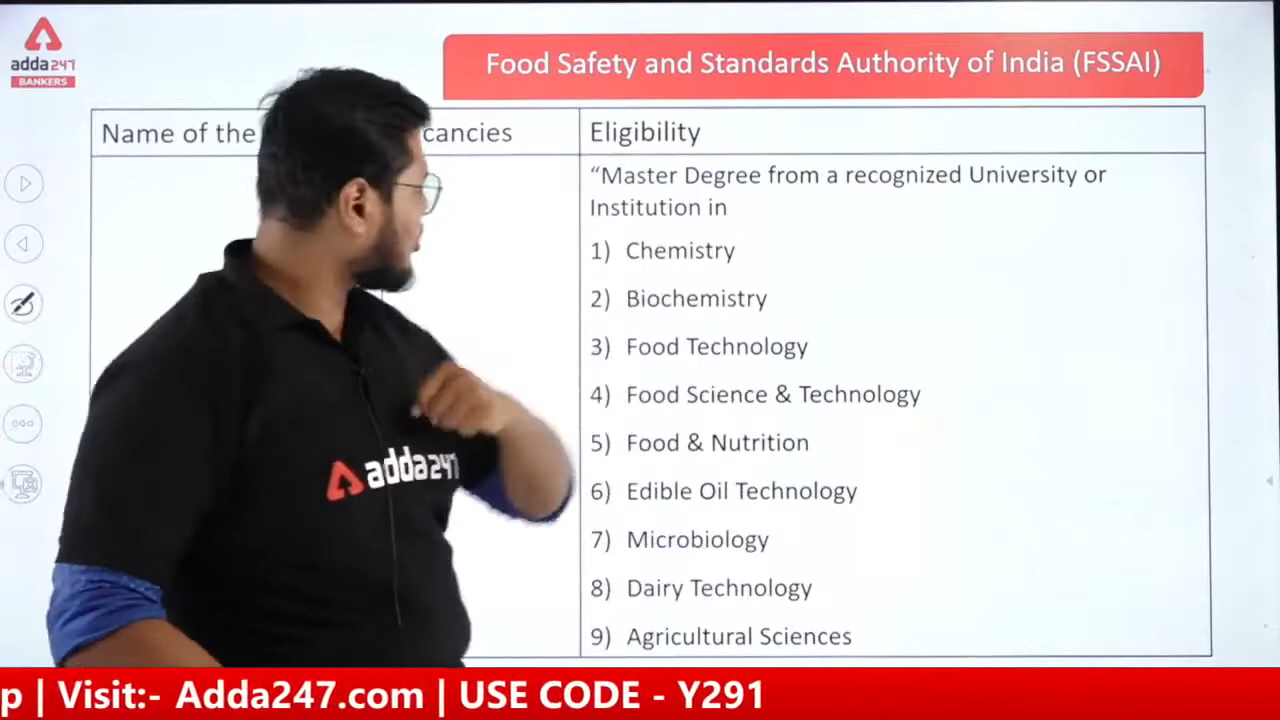 adda247
BANKERS
Food Safety and Standards Authority of India (FSSAI)
Name of the
cancies
Eligibility
“Master Degree from a recognized University or
Institution in
1) Chemistry
2) Biochemistry
3) Food Technology
4) Food Science & Technology
5) Food & Nutrition
6) Edible Oil Technology
7) Microbiology
8) Dairy Technology
9) Agricultural Sciences
adda247
p | Visit:- Adda247.com | USE CODE - Y291